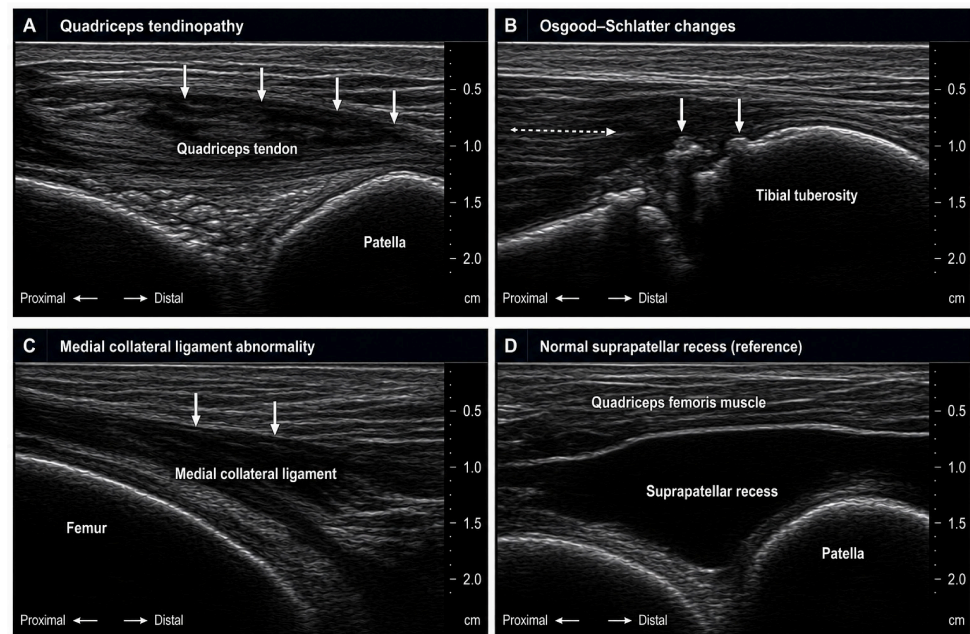 A Quadriceps tendinopathy
0.5
1.0
1.5
2.0
cm
Quadriceps tendon
Patella
Proximal ← → Distal
B Osgood–Schlatter changes
0.5
1.0
1.5
2.0
cm
Tibial tuberosity
Proximal ← → Distal
C Medial collateral ligament abnormality
0.5
1.0
1.5
2.0
cm
Medial collateral ligament
Femur
Proximal ← → Distal
D Normal suprapatellar recess (reference)
0.5
1.0
1.5
2.0
cm
Quadriceps femoris muscle
Suprapatellar recess
Patella
Proximal ← → Distal